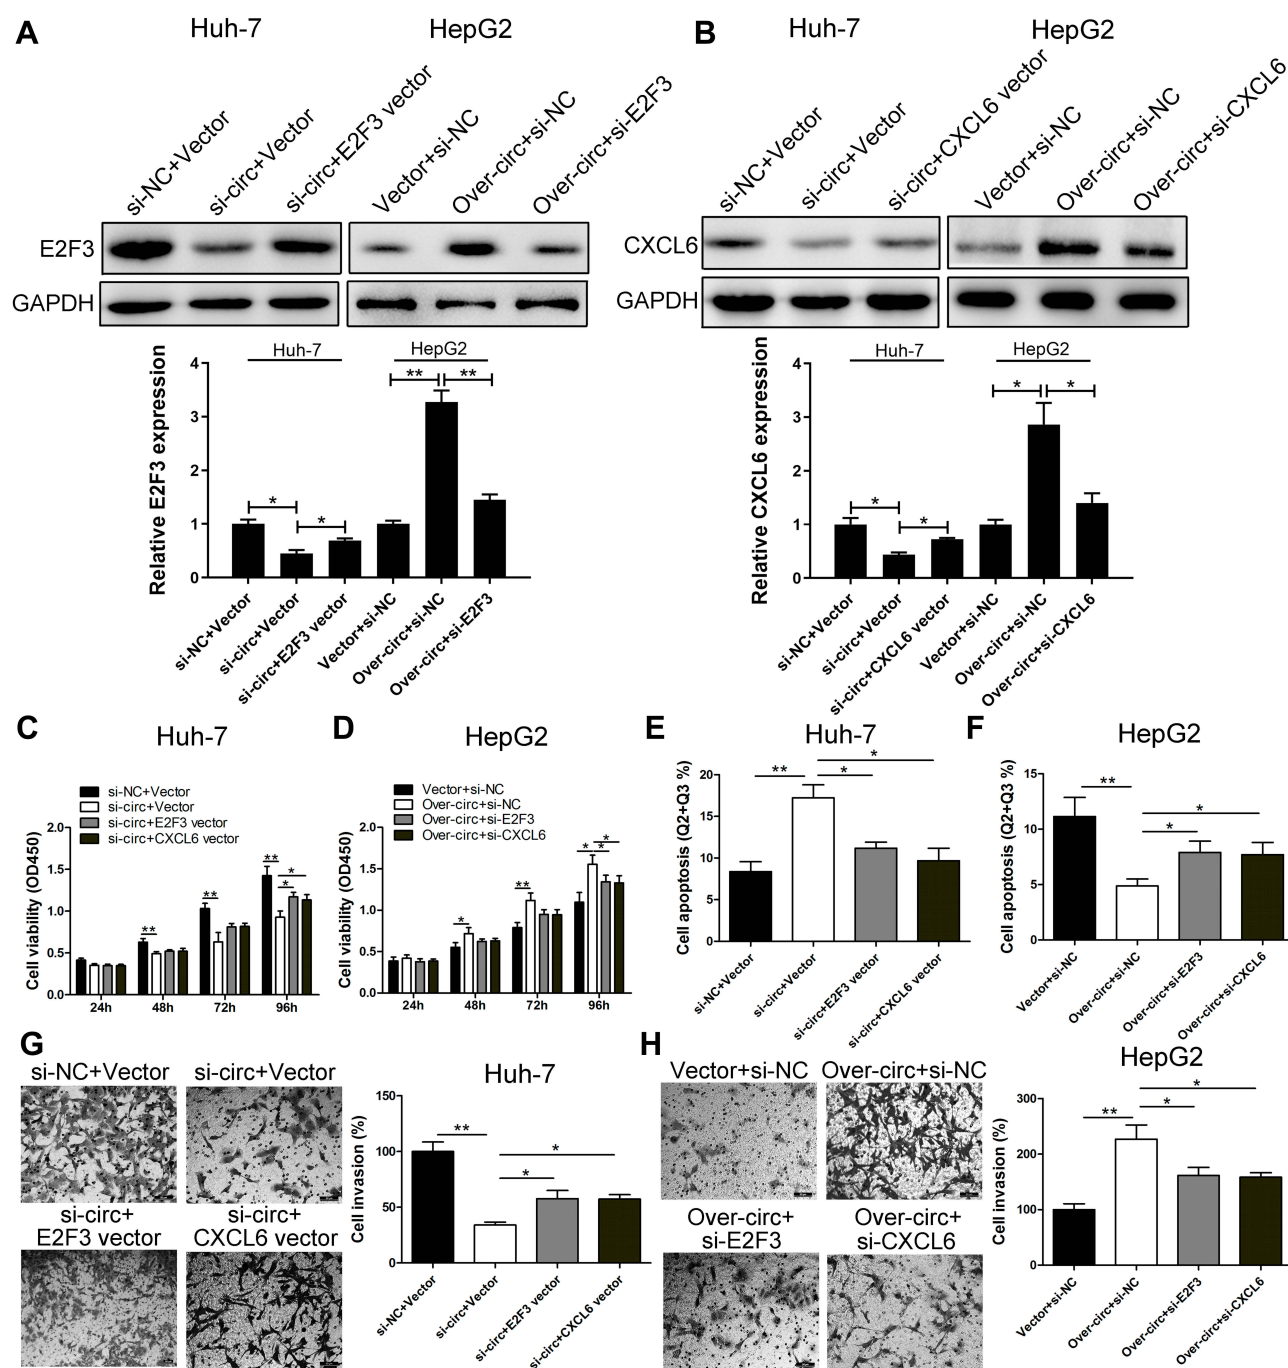 A
Huh-7
HepG2
si-NC+Vector
si-circ+Vector
si-circ+E2F3 vector
Vector+si-NC
Over-circ+si-NC
Over-circ+si-E2F3
E2F3
GAPDH
Relative E2F3 expression
4
3
2
1
0
Huh-7
HepG2
*
*
**
**
si-NC+Vector
si-circ+Vector
si-circ+E2F3 vector
Vector+si-NC
Over-circ+si-NC
Over-circ+si-E2F3
B
Huh-7
HepG2
si-NC+Vector
si-circ+Vector
si-circ+CXCL6 vector
Vector+si-NC
Over-circ+si-NC
Over-circ+si-CXCL6
CXCL6
GAPDH
Relative CXCL6 expression
4
3
2
1
0
Huh-7
HepG2
*
*
*
*
si-NC+Vector
si-circ+Vector
si-circ+CXCL6 vector
Vector+si-NC
Over-circ+si-NC
Over-circ+si-CXCL6
C
Huh-7
si-NC+Vector
si-circ+Vector
si-circ+E2F3 vector
si-circ+CXCL6 vector
Cell viability (OD450)
2.0
1.5
1.0
0.5
0.0
**
**
**
*
*
24h
48h
72h
96h
D
HepG2
Vector+si-NC
Over-circ+si-NC
Over-circ+si-E2F3
Over-circ+si-CXCL6
Cell viability (OD450)
2.0
1.5
1.0
0.5
0.0
*
**
*
*
*
24h
48h
72h
96h
E
Huh-7
Cell apoptosis (Q2+Q3 %)
20
15
10
5
0
**
*
*
si-NC+Vector
si-circ+Vector
si-circ+E2F3 vector
si-circ+CXCL6 vector
F
HepG2
Cell apoptosis (Q2+Q3 %)
15
10
5
0
**
*
*
Vector+si-NC
Over-circ+si-NC
Over-circ+si-E2F3
Over-circ+si-CXCL6
G
si-NC+Vector
si-circ+Vector
si-circ+
E2F3 vector
si-circ+
CXCL6 vector
Huh-7
Cell invasion (%)
150
100
50
0
**
*
*
si-NC+Vector
si-circ+Vector
si-circ+E2F3 vector
si-circ+CXCL6 vector
H
Vector+si-NC
Over-circ+si-NC
Over-circ+
si-E2F3
Over-circ+
si-CXCL6
HepG2
Cell invasion (%)
300
200
100
0
**
*
*
Vector+si-NC
Over-circ+si-NC
Over-circ+si-E2F3
Over-circ+si-CXCL6